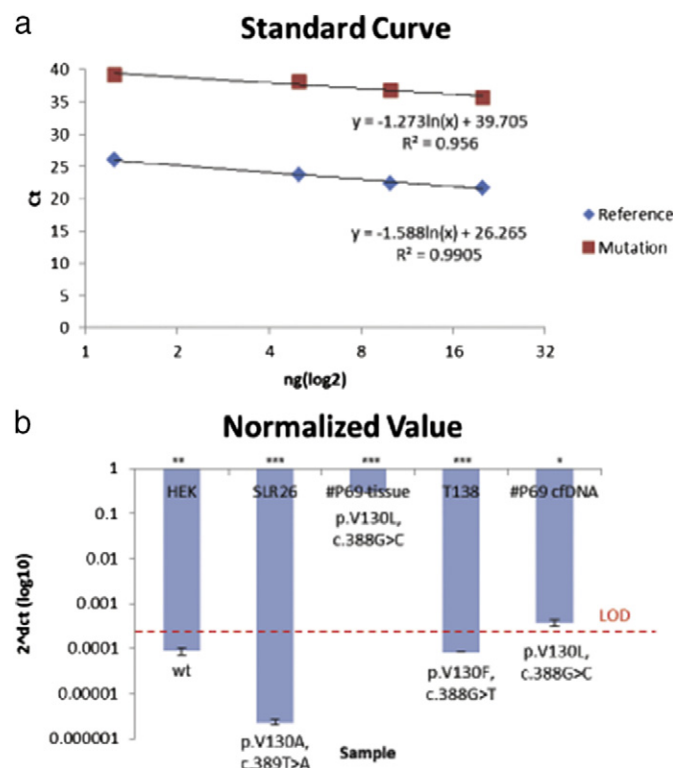 a
Standard Curve
40
35
30
25
20
15
10
5
0
Ct
y = -1.273ln(x) + 39.705
R² = 0.956
y = -1.588ln(x) + 26.265
R² = 0.9905
Reference
Mutation
1 2 4 8 16 32
ng(log2)
b
Normalized Value
** *** *** *** *
1
0.1
0.01
0.001
0.0001
0.00001
0.000001
2^dct (log10)
HEK SLR26 #P69 tissue T138 #P69 cfDNA
p.V130L,
c.388G>C
LOD
wt
p.V130F,
c.388G>T
p.V130L,
c.388G>C
p.V130A,
c.389T>A
Sample